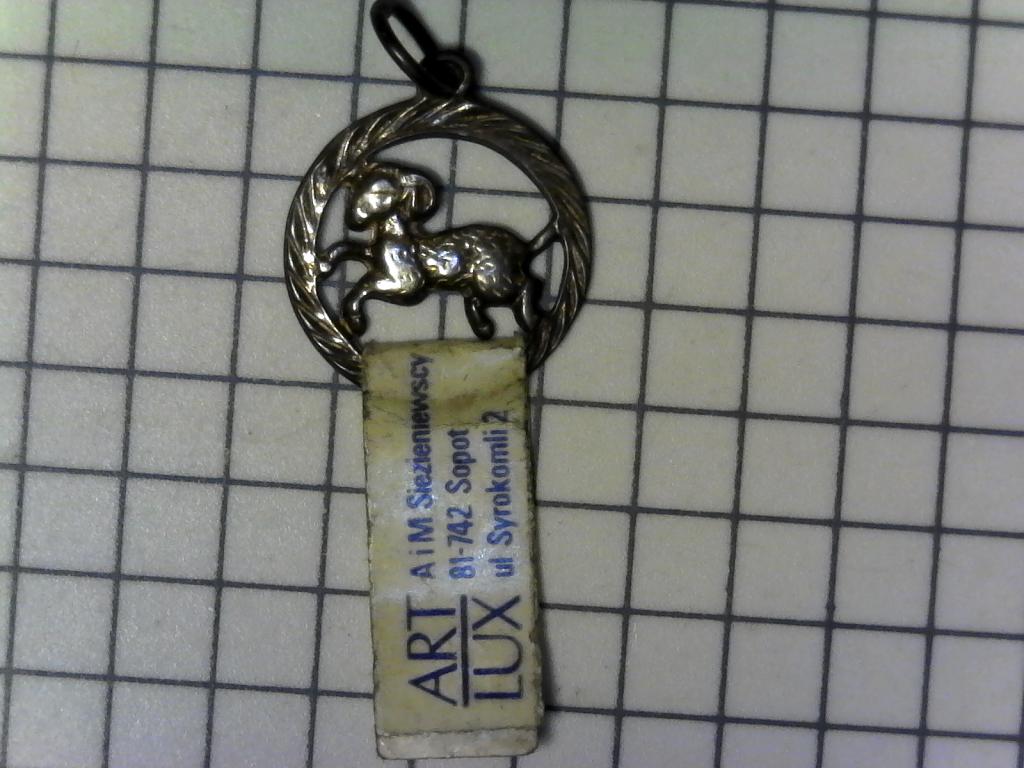 ART
LUX
A i M Siezieniewscy
81-742 Sopot
ul Syrokomli 2